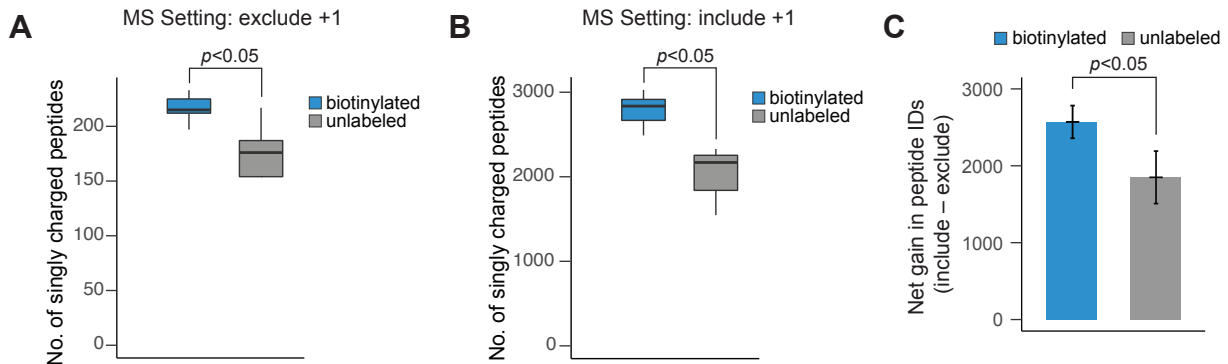 A
MS Setting: exclude +1
p<0.05
No. of singly charged peptides
200
150
100
50
0
biotinylated
unlabeled
B
MS Setting: include +1
p<0.05
No. of singly charged peptides
3000
2000
1000
0
biotinylated
unlabeled
C
biotinylated unlabeled
p<0.05
Net gain in peptide IDs
(include – exclude)
3000
2000
1000
0